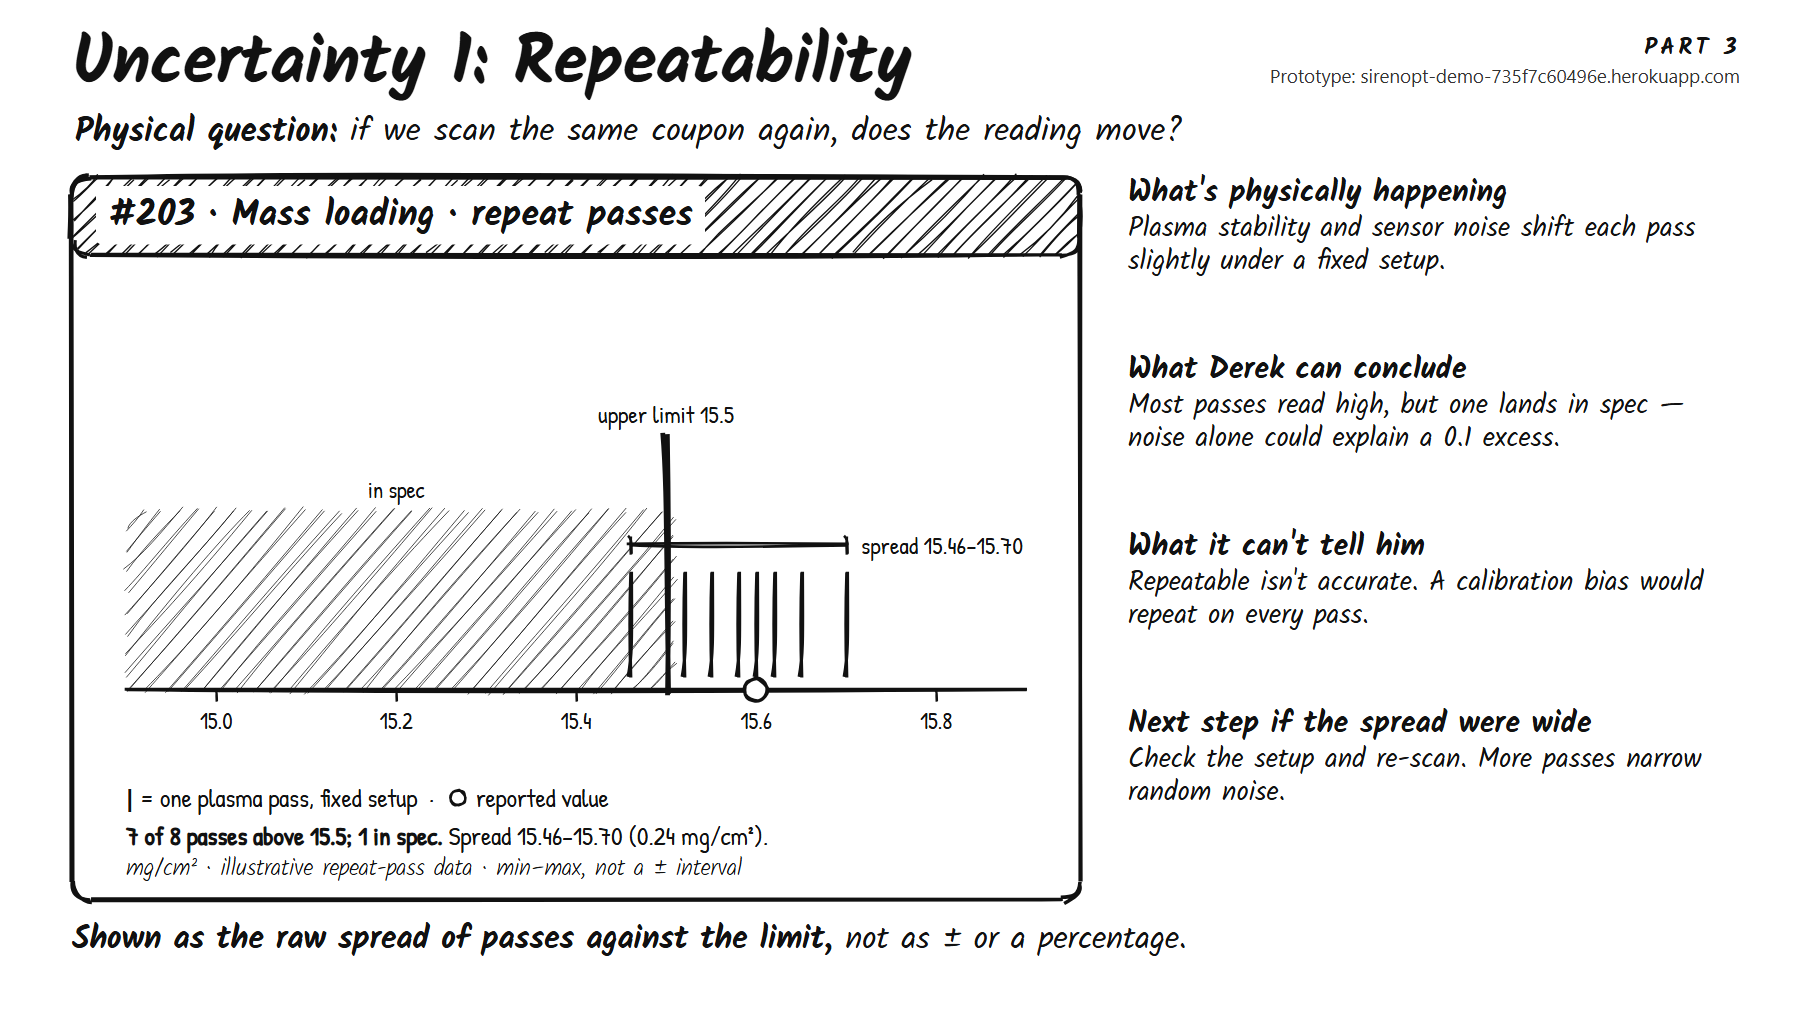 Uncertainty I: Repeatability
PART 3
Prototype: sirenopt-demo-735f7c60496e.herokuapp.com
Physical question: if we scan the same coupon again, does the reading move?
#203 · Mass loading · repeat passes
upper limit 15.5
in spec
spread 15.46–15.70
15.0
15.2
15.4
15.6
15.8
| = one plasma pass, fixed setup · O reported value
7 of 8 passes above 15.5; 1 in spec. Spread 15.46–15.70 (0.24 mg/cm²).
mg/cm² · illustrative repeat-pass data · min–max, not a ± interval
What's physically happening
Plasma stability and sensor noise shift each pass
slightly under a fixed setup.
What Derek can conclude
Most passes read high, but one lands in spec —
noise alone could explain a 0.1 excess.
What it can't tell him
Repeatable isn't accurate. A calibration bias would
repeat on every pass.
Next step if the spread were wide
Check the setup and re-scan. More passes narrow
random noise.
Shown as the raw spread of passes against the limit, not as ± or a percentage.